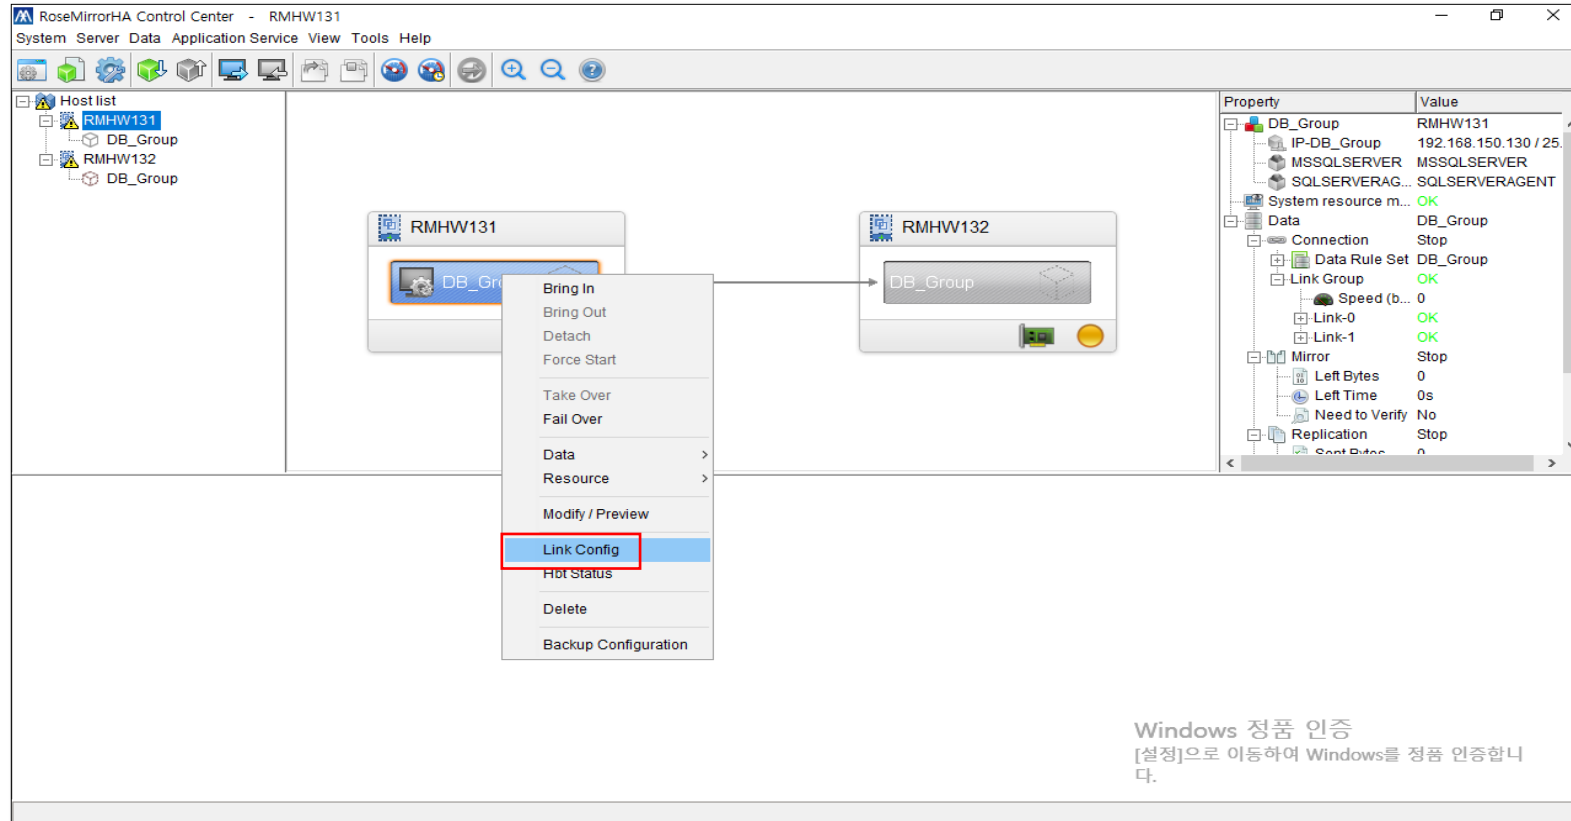 RoseMirrorHA Control Center - RMHW131
System Server Data Application Service View Tools Help
Host list
RMHW131
DB_Group
RMHW132
DB_Group
RMHW131
DB_Gro
RMHW132
DB_Group
Bring In
Bring Out
Detach
Force Start
Take Over
Fail Over
Data
Resource
Modify / Preview
Link Config
Hbt Status
Delete
Backup Configuration
Property Value
DB_Group RMHW131
IP-DB_Group 192.168.150.130 / 25.
MSSQLSERVER MSSQLSERVER
SQLSERVERAG... SQLSERVERAGENT
System resource m... OK
Data DB_Group
Connection Stop
Data Rule Set DB_Group
Link Group OK
Speed (b... 0
Link-0 OK
Link-1 OK
Mirror Stop
Left Bytes 0
Left Time 0s
Need to Verify No
Replication Stop
Sent Bytes 0
Windows 정품 인증
[설정]으로 이동하여 Windows를 정품 인증합니
다.